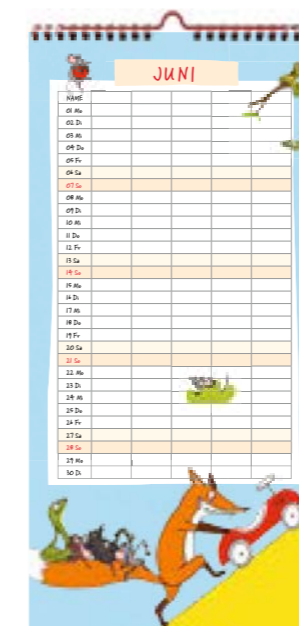 JUNI
NAME
01 Mo
02 Di
03 Mi
04 Do
05 Fr
06 Sa
07 So
08 Mo
09 Di
10 Mi
11 Do
12 Fr
13 Sa
14 So
15 Mo
16 Di
17 Mi
18 Do
19 Fr
20 Sa
21 So
22 Mo
23 Di
24 Mi
25 Do
26 Fr
27 Sa
28 So
29 Mo
30 Di